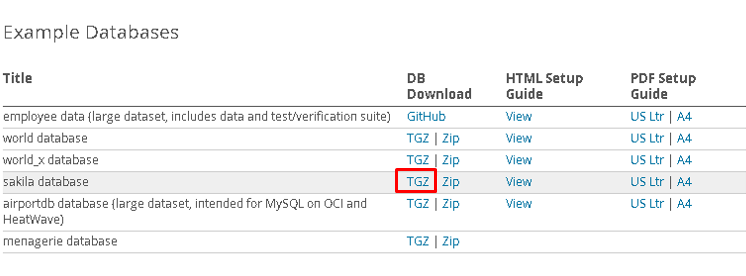 Example Databases
Title DB Download HTML Setup Guide PDF Setup Guide
employee data (large dataset, includes data and test/verification suite) GitHub View US Ltr | A4
world database TGZ | Zip View US Ltr | A4
world_x database TGZ | Zip View US Ltr | A4
sakila database TGZ Zip View US Ltr | A4
airportdb database (large dataset, intended for MySQL on OCI and HeatWave) TGZ | Zip View US Ltr | A4
menagerie database TGZ | Zip